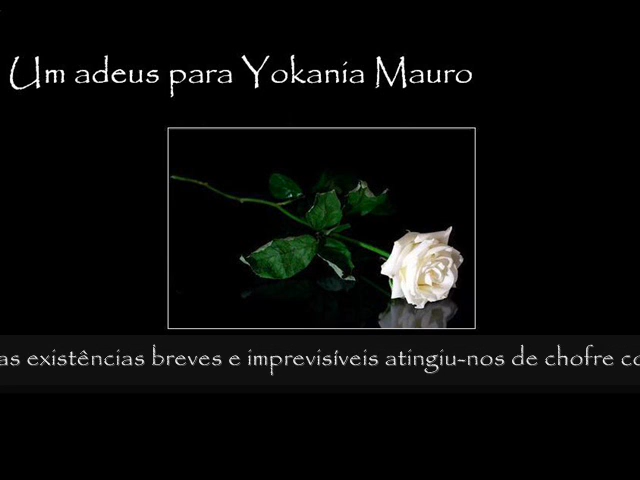 Um adeus para Yokania Mauro
as existências breves e imprevisíveis atingiu-nos de chofre co